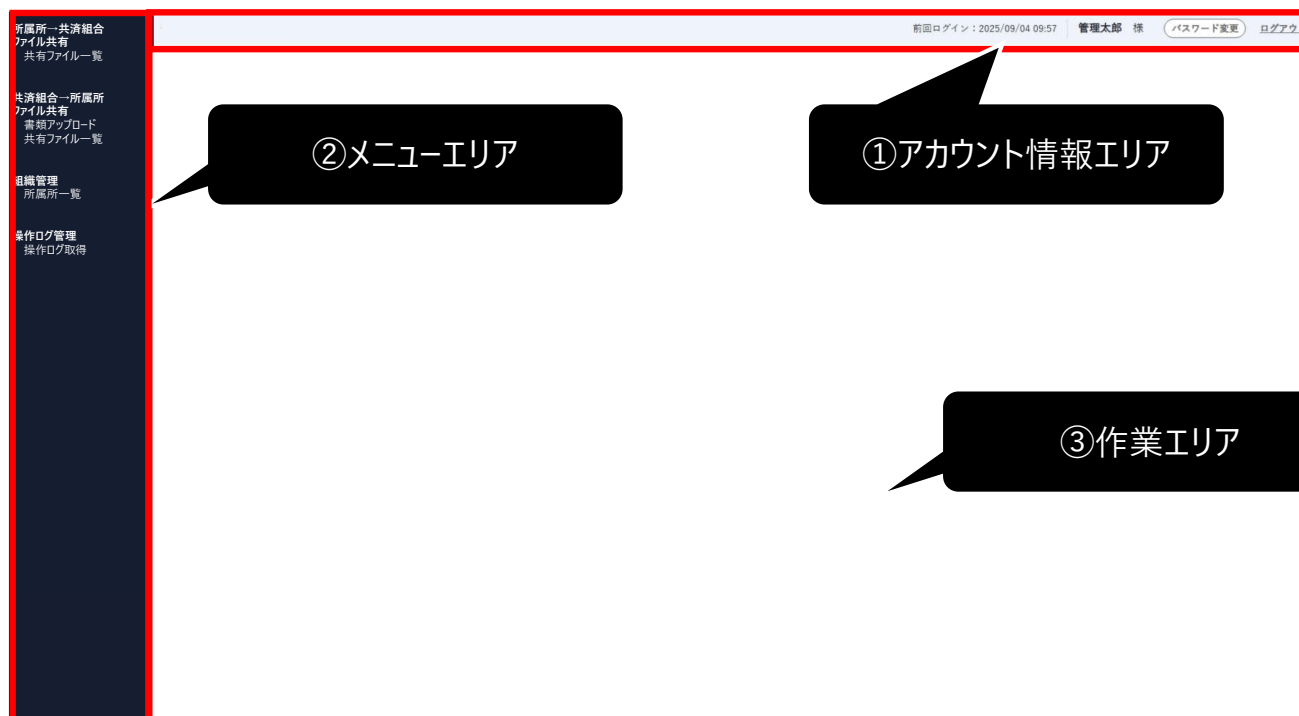 前回ログイン：2025/09/04 09:57 管理太郎 様 パスワード変更 ログアウ
所属所→共済組合
ファイル共有
共有ファイル一覧
共済組合→所属所
ファイル共有
書類アップロード
共有ファイル一覧
組織管理
所属所一覧
操作ログ管理
操作ログ取得
②メニューエリア
①アカウント情報エリア
③作業エリア